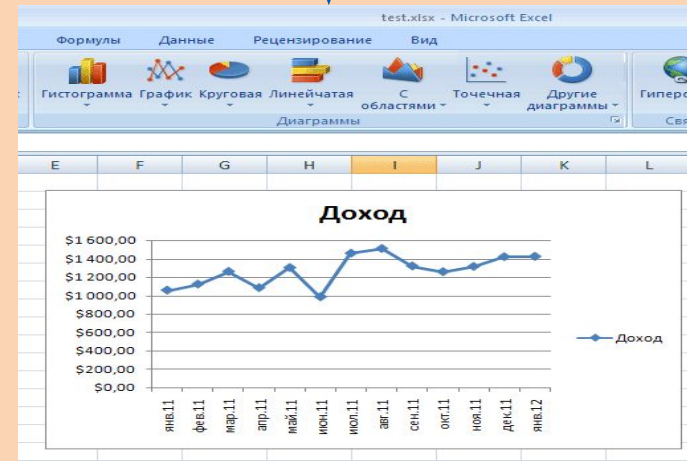 test.xlsx - Microsoft Excel
Формулы Данные Рецензирование Вид
Гистограмма График Круговая Линейчатая С областями Точечная Другие диаграммы
Диаграммы
E F G H I J K L
Доход
$1 600,00
$1 400,00
$1 200,00
$1 000,00
$800,00
$600,00
$400,00
$200,00
$0,00
Доход
янв.11 фев.11 мар.11 апр.11 май.11 июн.11 июл.11 авг.11 сен.11 окт.11 ноя.11 дек.11 янв.12